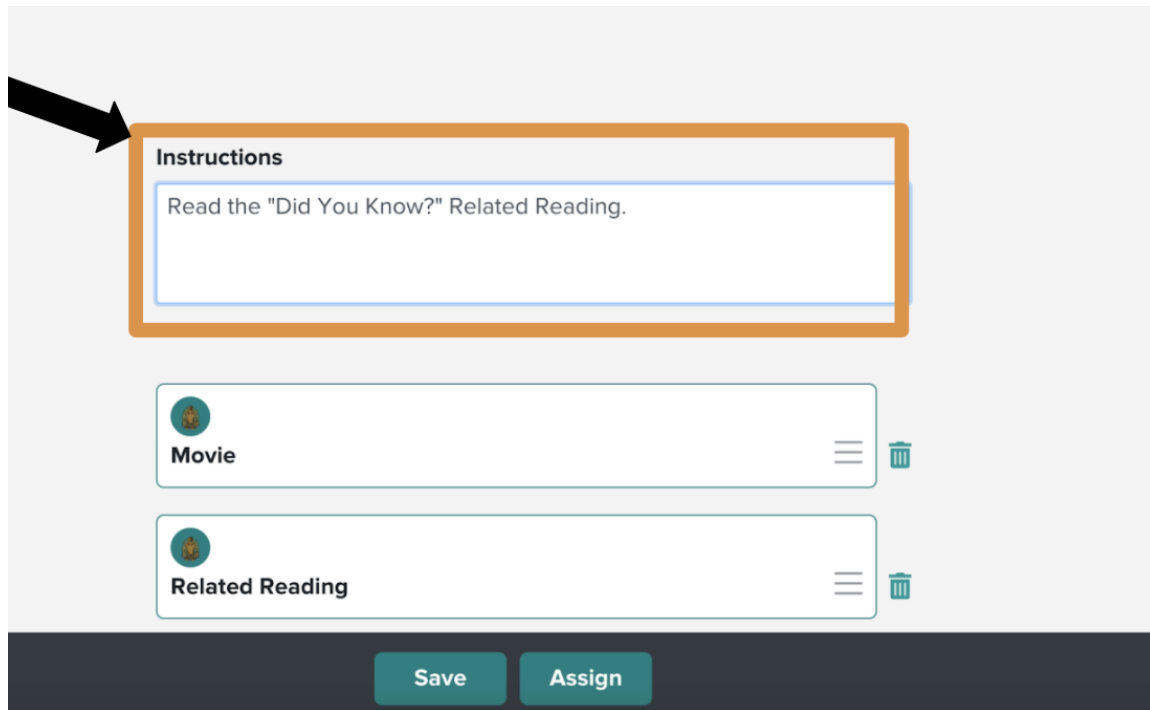 Instructions
Read the "Did You Know?" Related Reading.
Movie
Related Reading
Save Assign